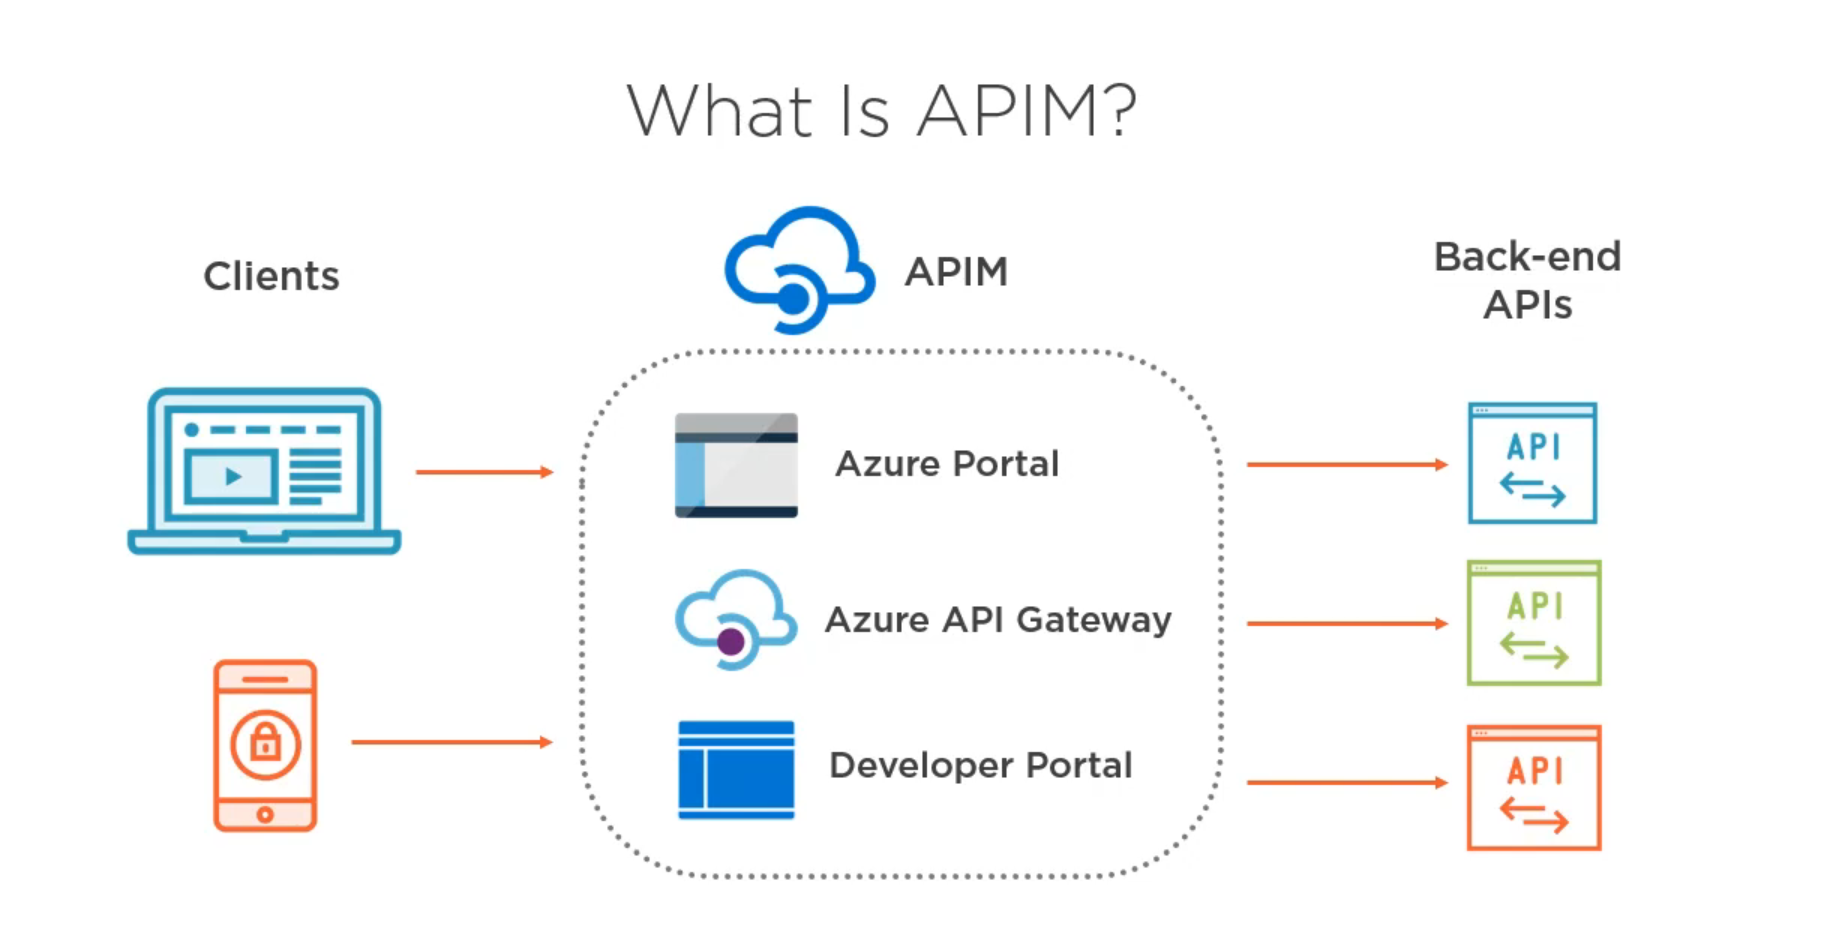 What Is APIM?
Clients
APIM
Back-end
APIs
Azure Portal
API
Azure API Gateway
API
Developer Portal
API